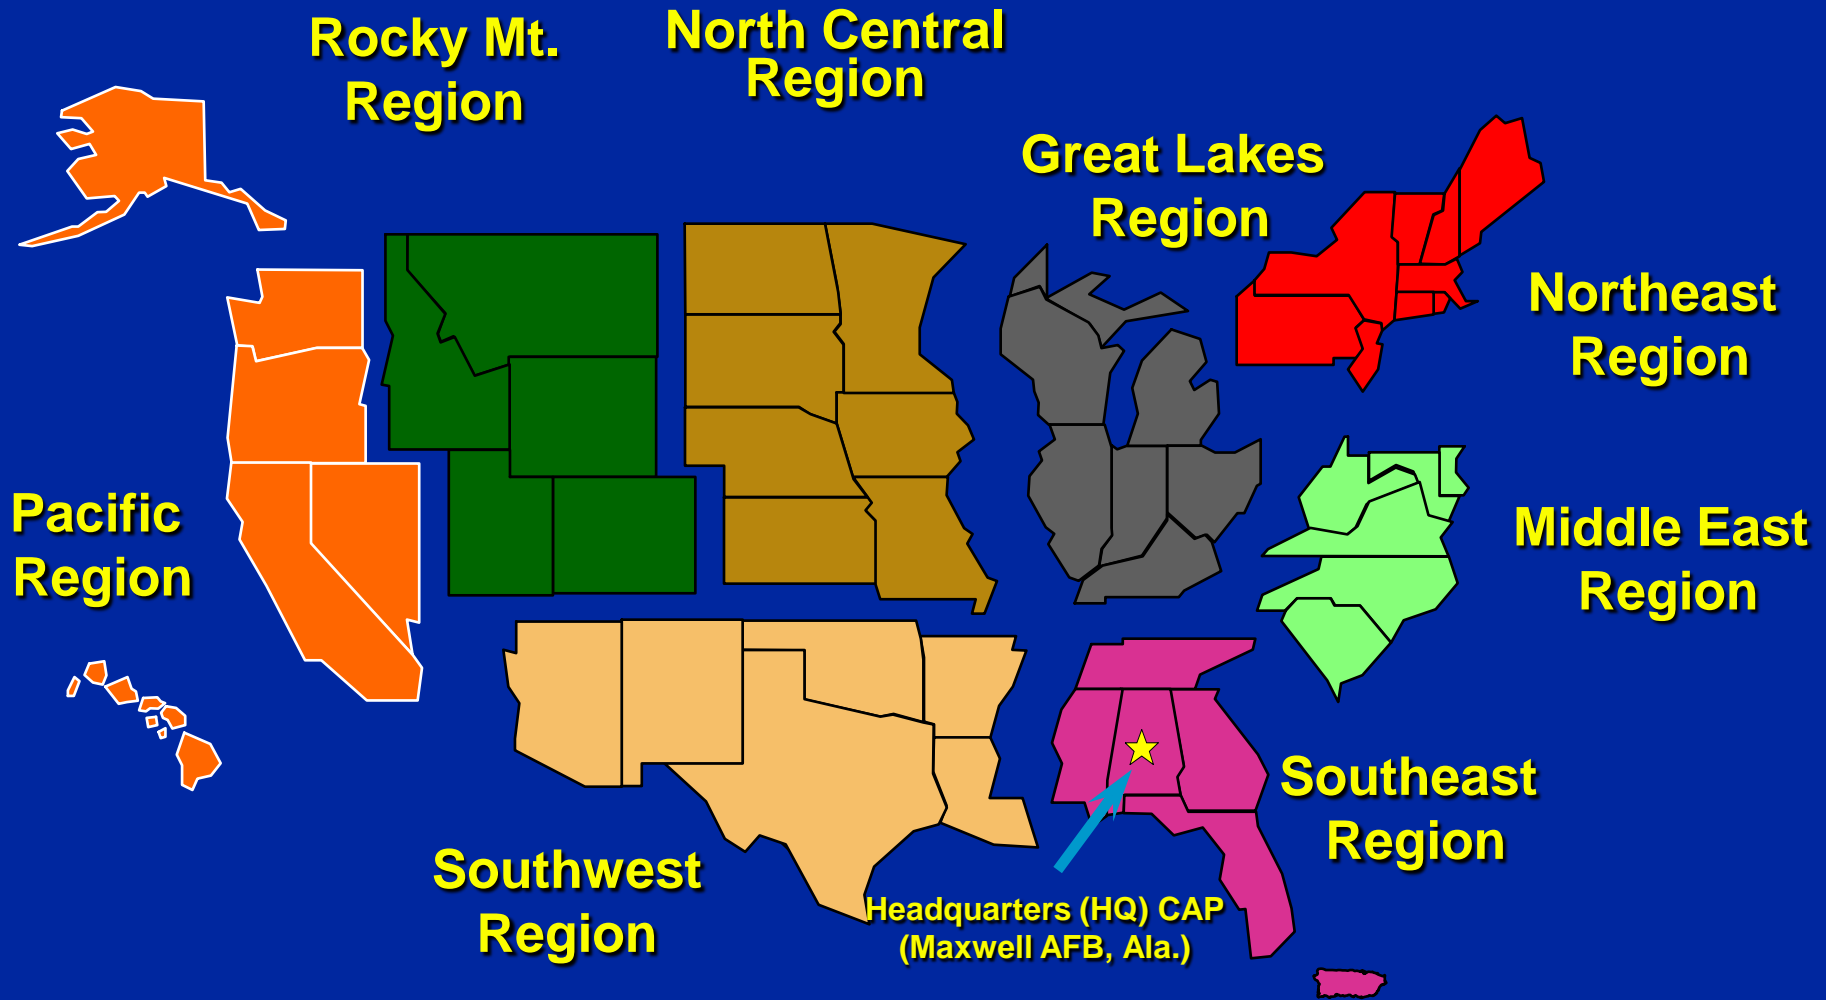 Rocky Mt.
Region
North Central
Region
Great Lakes
Region
Northeast
Region
Pacific
Region
Middle East
Region
Southeast
Region
Southwest
Region
Headquarters (HQ) CAP
(Maxwell AFB, Ala.)